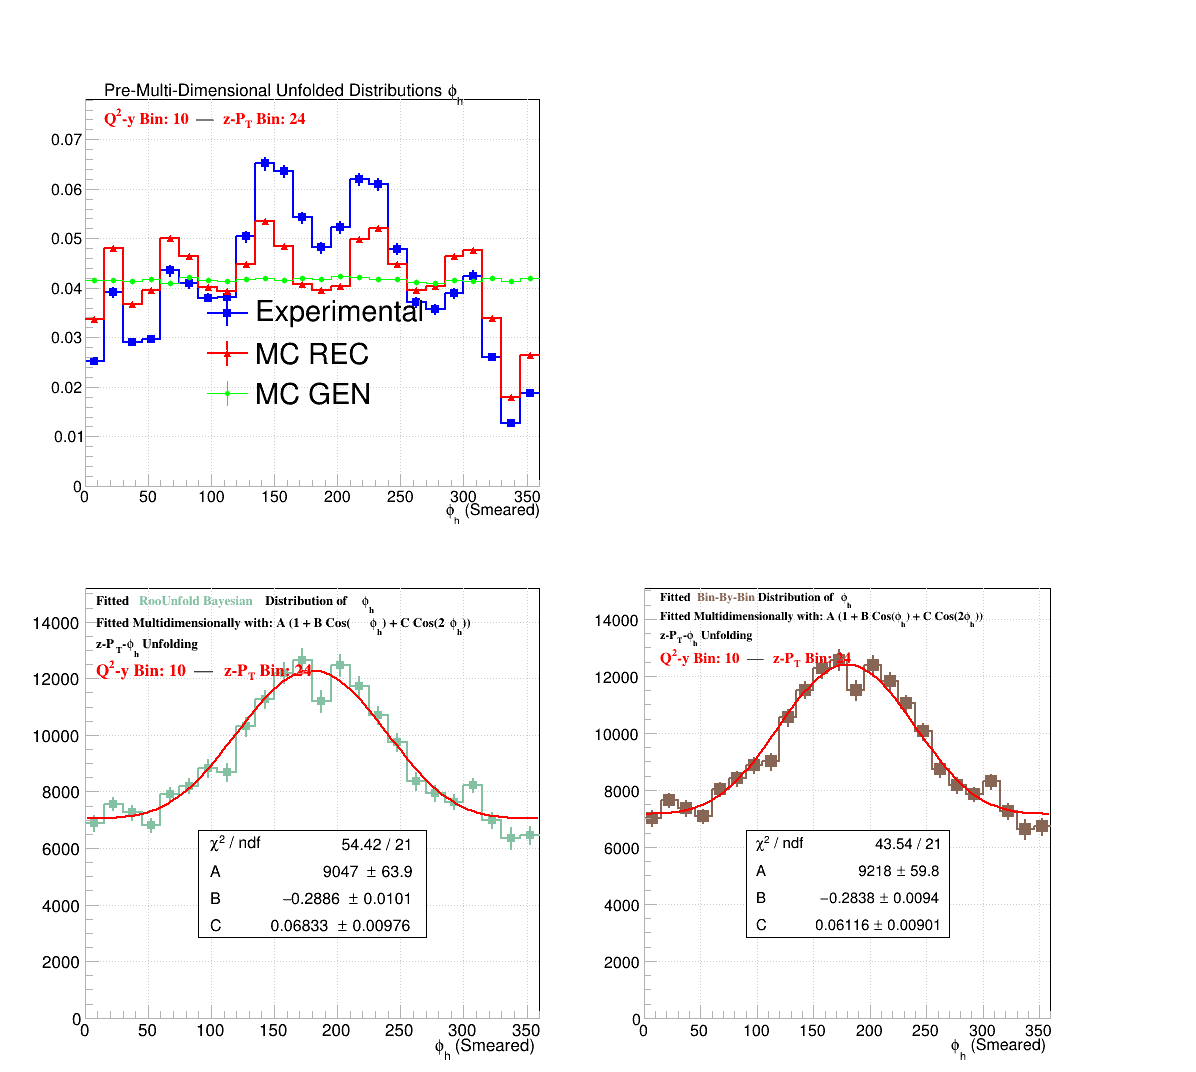 Pre-Multi-Dimensional Unfolded Distributions ϕh
Q²-y Bin: 10 — z-PT Bin: 24
0.07
0.06
0.05
0.04
0.03
0.02
0.01
0
Experimental
MC REC
MC GEN
0 50 100 150 200 250 300 350
ϕh (Smeared)
Fitted RooUnfold Bayesian Distribution of ϕh
Fitted Multidimensionally with: A (1 + B Cos( ϕh) + C Cos(2 ϕh))
z-PT-ϕh Unfolding
Q²-y Bin: 10 — z-PT Bin: 24
14000
12000
10000
8000
6000
4000
2000
0
χ² / ndf 54.42 / 21
A 9047 ± 63.9
B −0.2886 ± 0.0101
C 0.06833 ± 0.00976
0 50 100 150 200 250 300 350
ϕh (Smeared)
Fitted Bin-By-Bin Distribution of ϕh
Fitted Multidimensionally with: A (1 + B Cos(ϕh) + C Cos(2ϕh))
z-PT-ϕh Unfolding
Q²-y Bin: 10 — z-PT Bin: 24
14000
12000
10000
8000
6000
4000
2000
0
χ² / ndf 43.54 / 21
A 9218 ± 59.8
B −0.2838 ± 0.0094
C 0.06116 ± 0.00901
0 50 100 150 200 250 300 350
ϕh (Smeared)